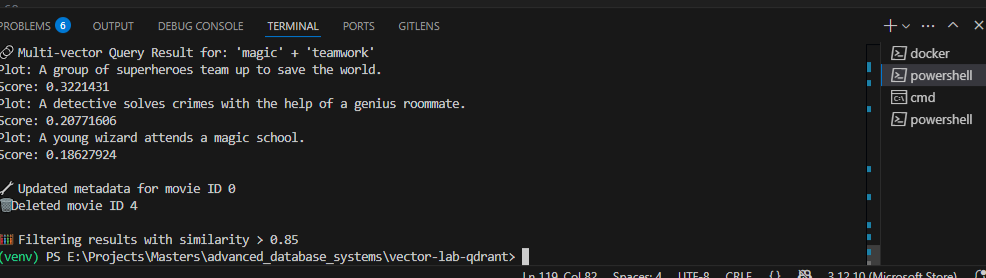 PROBLEMS 6 OUTPUT DEBUG CONSOLE TERMINAL PORTS GITLENS
Multi-vector Query Result for: 'magic' + 'teamwork'
Plot: A group of superheroes team up to save the world.
Score: 0.3221431
Plot: A detective solves crimes with the help of a genius roommate.
Score: 0.20771606
Plot: A young wizard attends a magic school.
Score: 0.18627924
Updated metadata for movie ID 0
Deleted movie ID 4
Filtering results with similarity > 0.85
(venv) PS E:\Projects\Masters\advanced_database_systems\vector-lab-qdrant>
docker
powershell
cmd
powershell
Ln 119, Col 82 Spaces: 4 UTF-8 CRLF { } 3.12.10 (Microsoft Store)